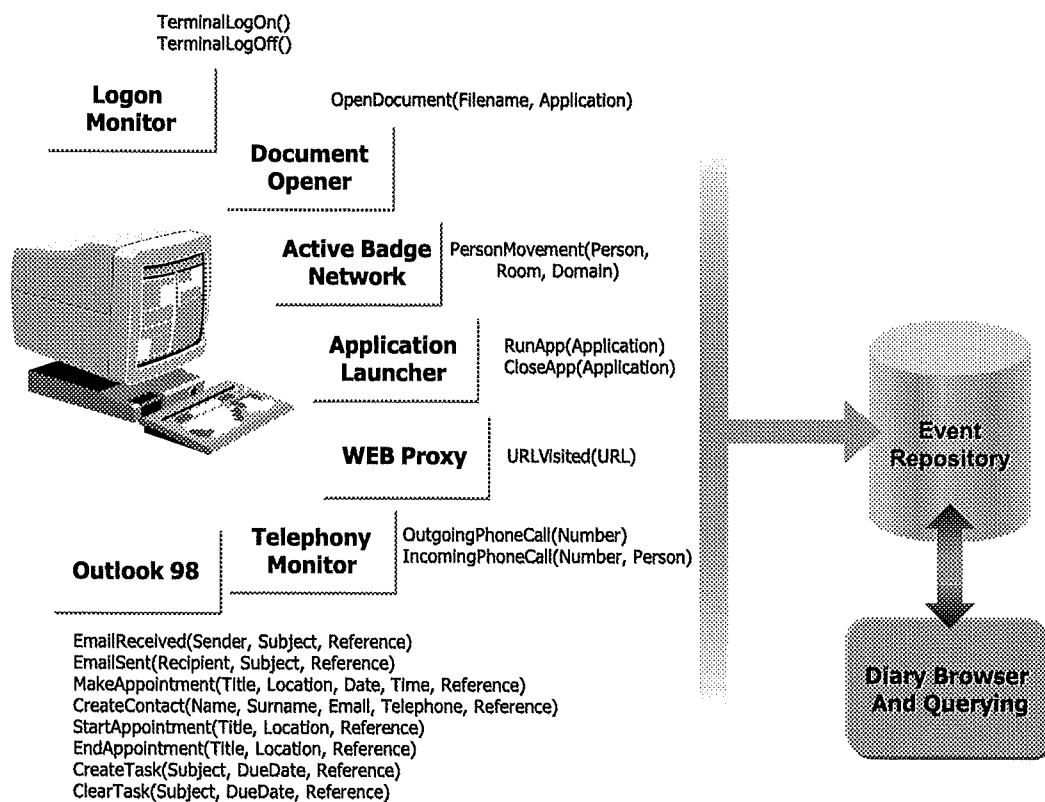 TerminalLogOn()
TerminalLogOff()
Logon
Monitor
OpenDocument(Filename, Application)
Document
Opener
Active Badge
Network
PersonMovement(Person,
Room, Domain)
Application
Launcher
RunApp(Application)
CloseApp(Application)
WEB Proxy
URLVisited(URL)
Event
Repository
Telephony
Monitor
OutgoingPhoneCall(Number)
IncomingPhoneCall(Number, Person)
Outlook 98
EmailReceived(Sender, Subject, Reference)
EmailSent(Recipient, Subject, Reference)
MakeAppointment(Title, Location, Date, Time, Reference)
CreateContact(Name, Surname, Email, Telephone, Reference)
StartAppointment(Title, Location, Reference)
EndAppointment(Title, Location, Reference)
CreateTask(Subject, DueDate, Reference)
ClearTask(Subject, DueDate, Reference)
Diary Browser
And Querying